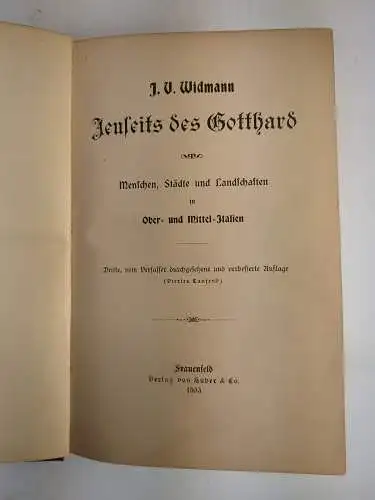 J. V. Widmann
Jenseits des Gotthard
Menschen, Städte und Landschaften
in
Ober- und Mittel-Italien
Dritte, vom Verfasser durchgesehene und verbesserte Auflage
(Viertes Tausend)
Frauenfeld
Verlag von Huber & Co.
1903